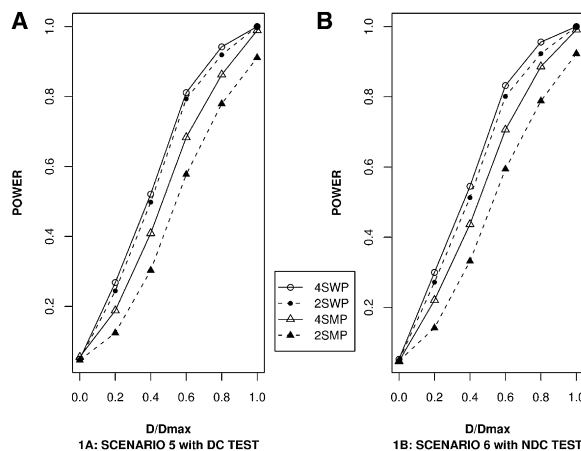 A
B
POWER
1.0
0.8
0.6
0.4
0.2
0.0 0.2 0.4 0.6 0.8 1.0
D/Dmax
1A: SCENARIO 5 with DC TEST
4SWP
2SWP
4SMP
2SMP
POWER
1.0
0.8
0.6
0.4
0.2
0.0 0.2 0.4 0.6 0.8 1.0
D/Dmax
1B: SCENARIO 6 with NDC TEST